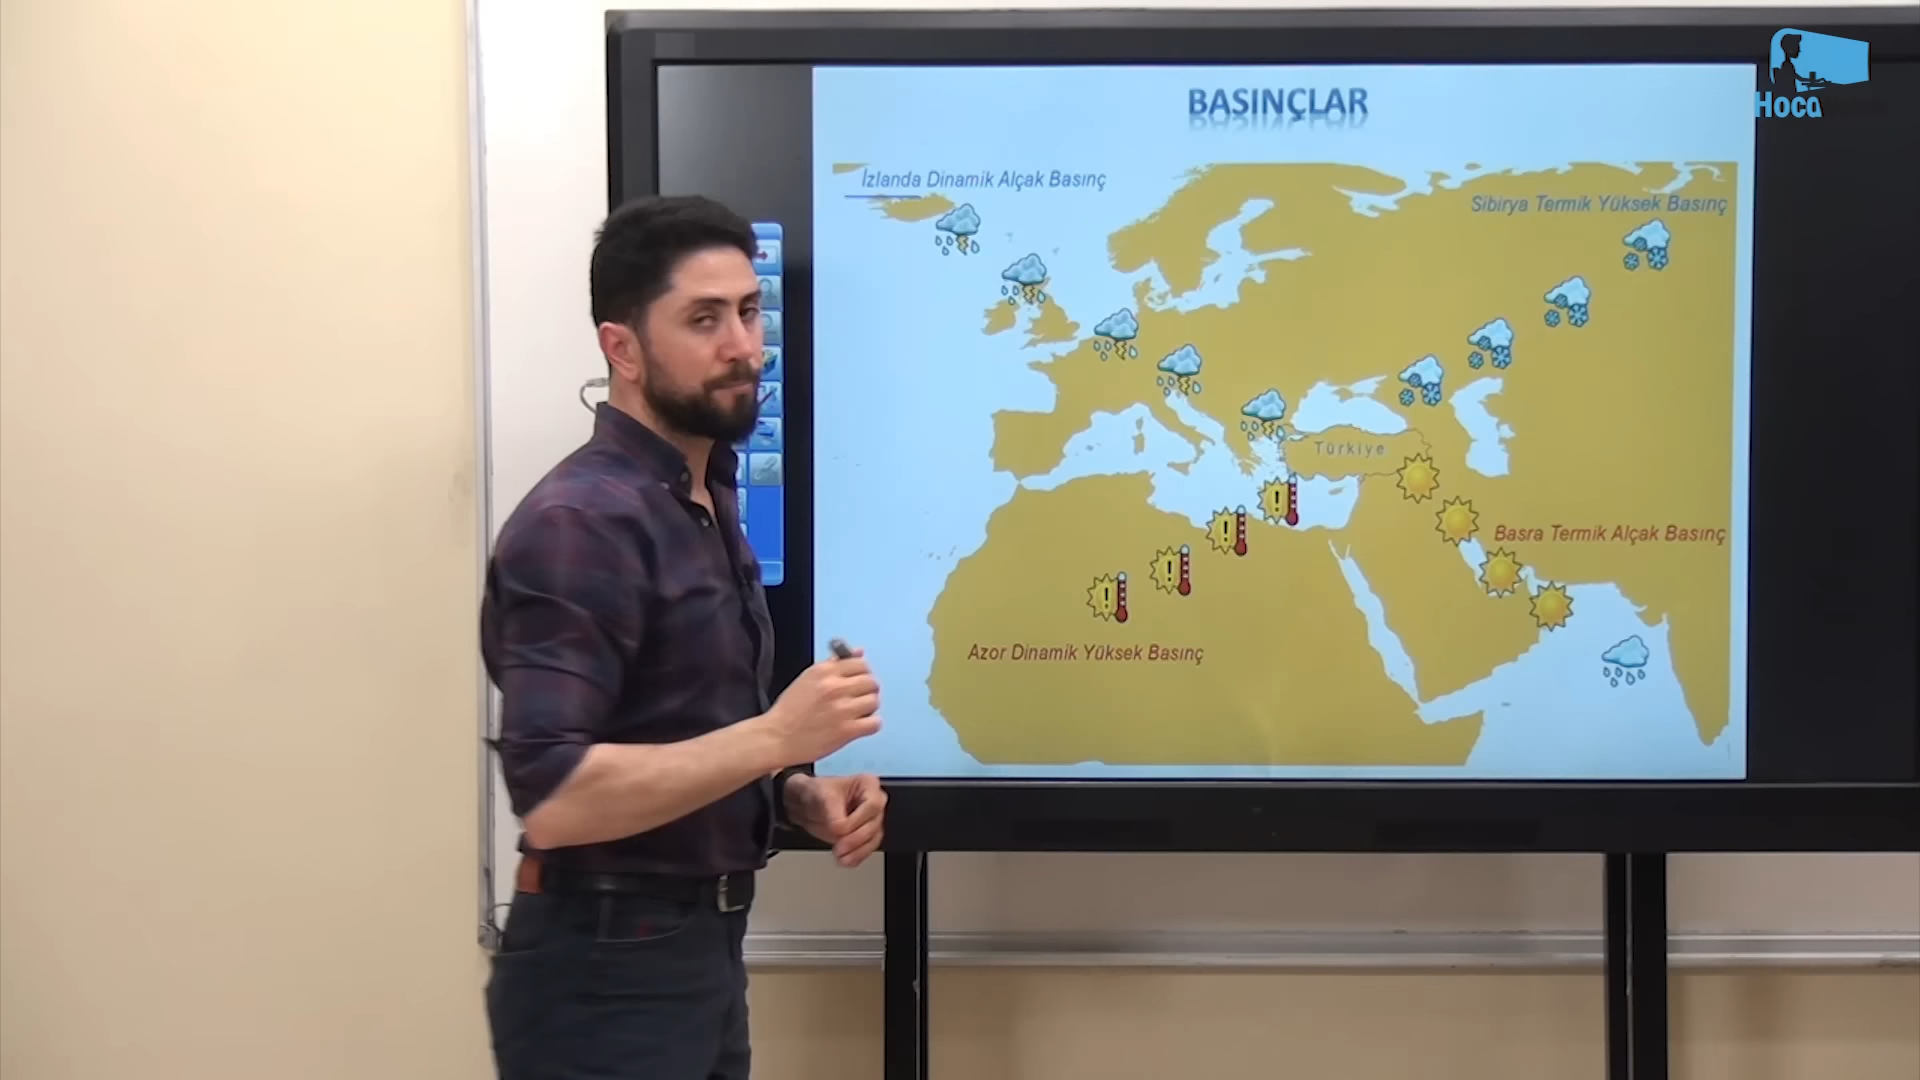 Hoca
BASINÇLAR
İzlanda Dinamik Alçak Basınç
Sibirya Termik Yüksek Basınç
Türkiye
Basra Termik Alçak Basınç
Azor Dinamik Yüksek Basınç